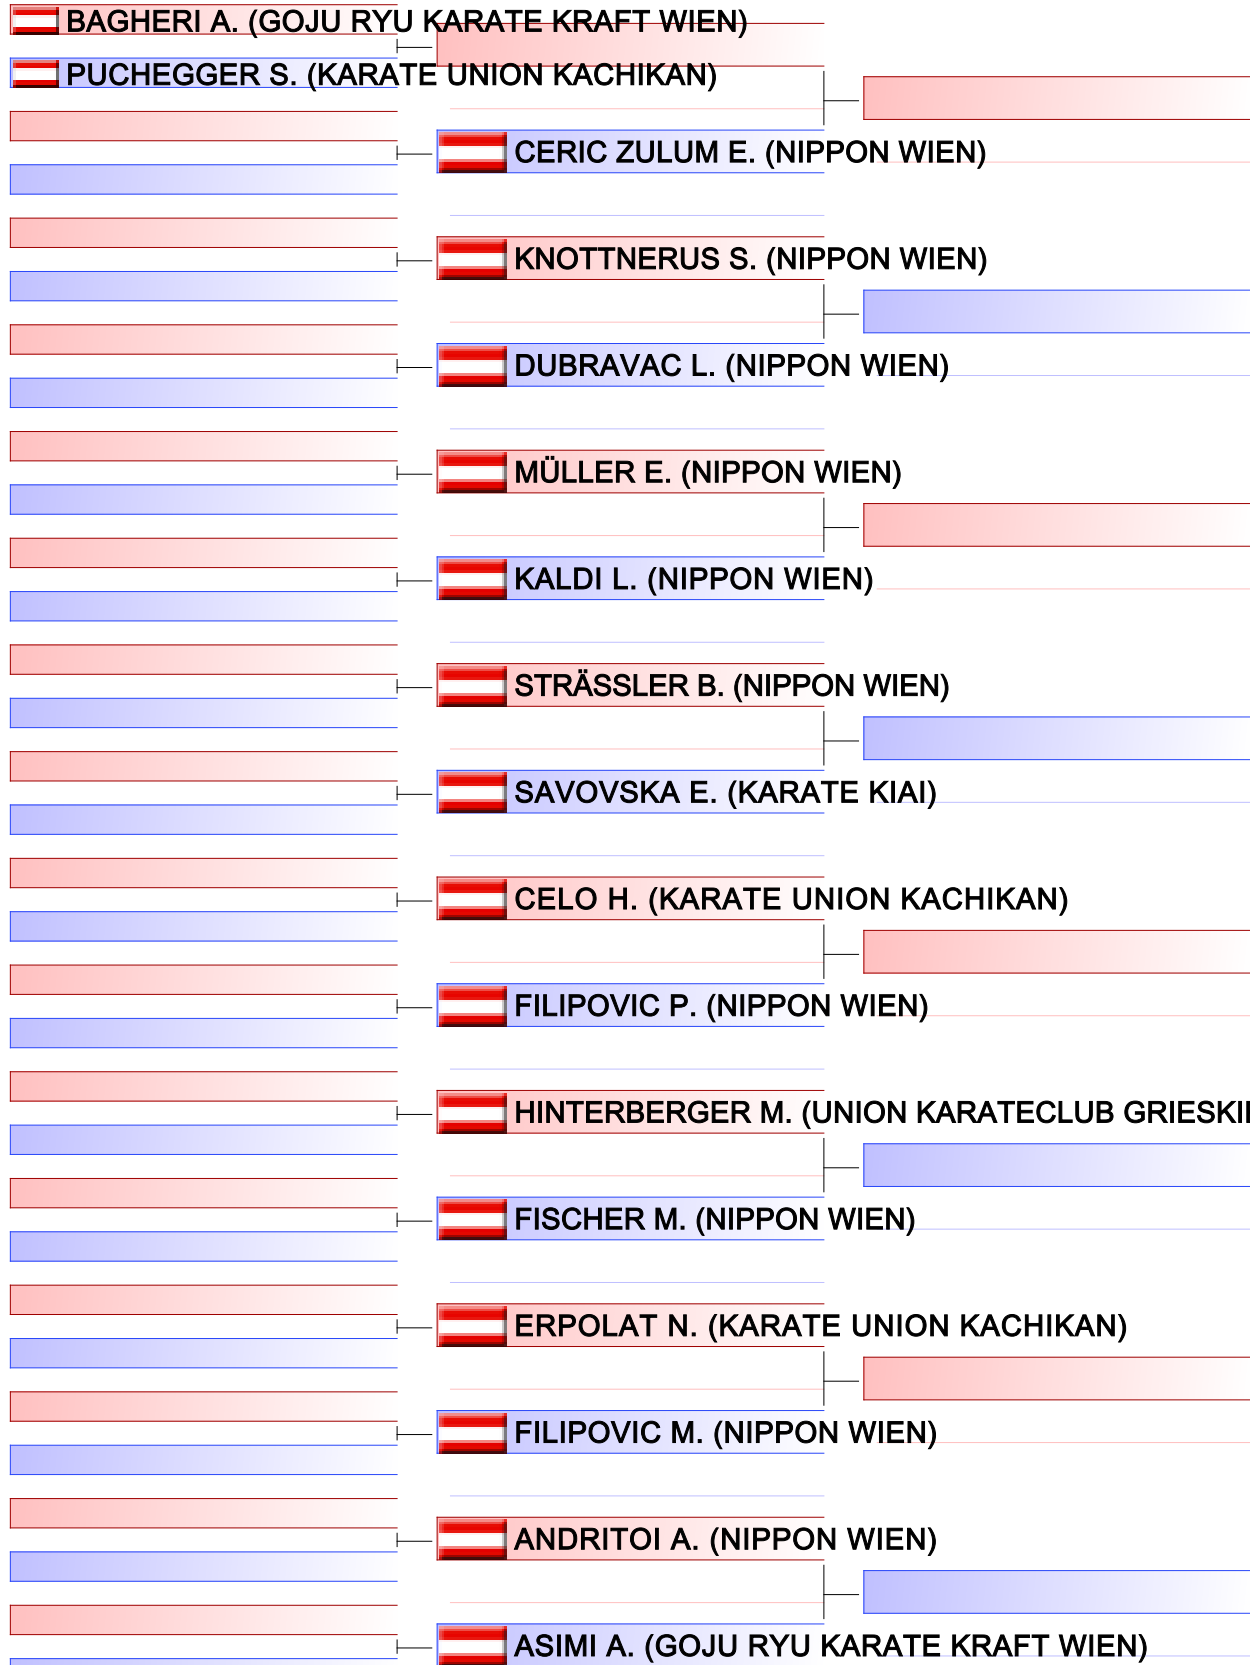 BAGHERI A. (GOJU RYU KARATE KRAFT WIEN)
PUCHEGGER S. (KARATE UNION KACHIKAN)
CERIC ZULUM E. (NIPPON WIEN)
KNOTTNERUS S. (NIPPON WIEN)
DUBRAVAC L. (NIPPON WIEN)
MÜLLER E. (NIPPON WIEN)
KALDI L. (NIPPON WIEN)
STRÄSSLER B. (NIPPON WIEN)
SAVOVSKA E. (KARATE KIAI)
CELO H. (KARATE UNION KACHIKAN)
FILIPOVIC P. (NIPPON WIEN)
HINTERBERGER M. (UNION KARATECLUB
FISCHER M. (NIPPON WIEN)
ERPOLAT N. (KARATE UNION KACHIKAN)
FILIPOVIC M. (NIPPON WIEN)
ANDRITOI A. (NIPPON WIEN)
ASIMI A. (GOJU RYU KARATE KRAFT WIEN)